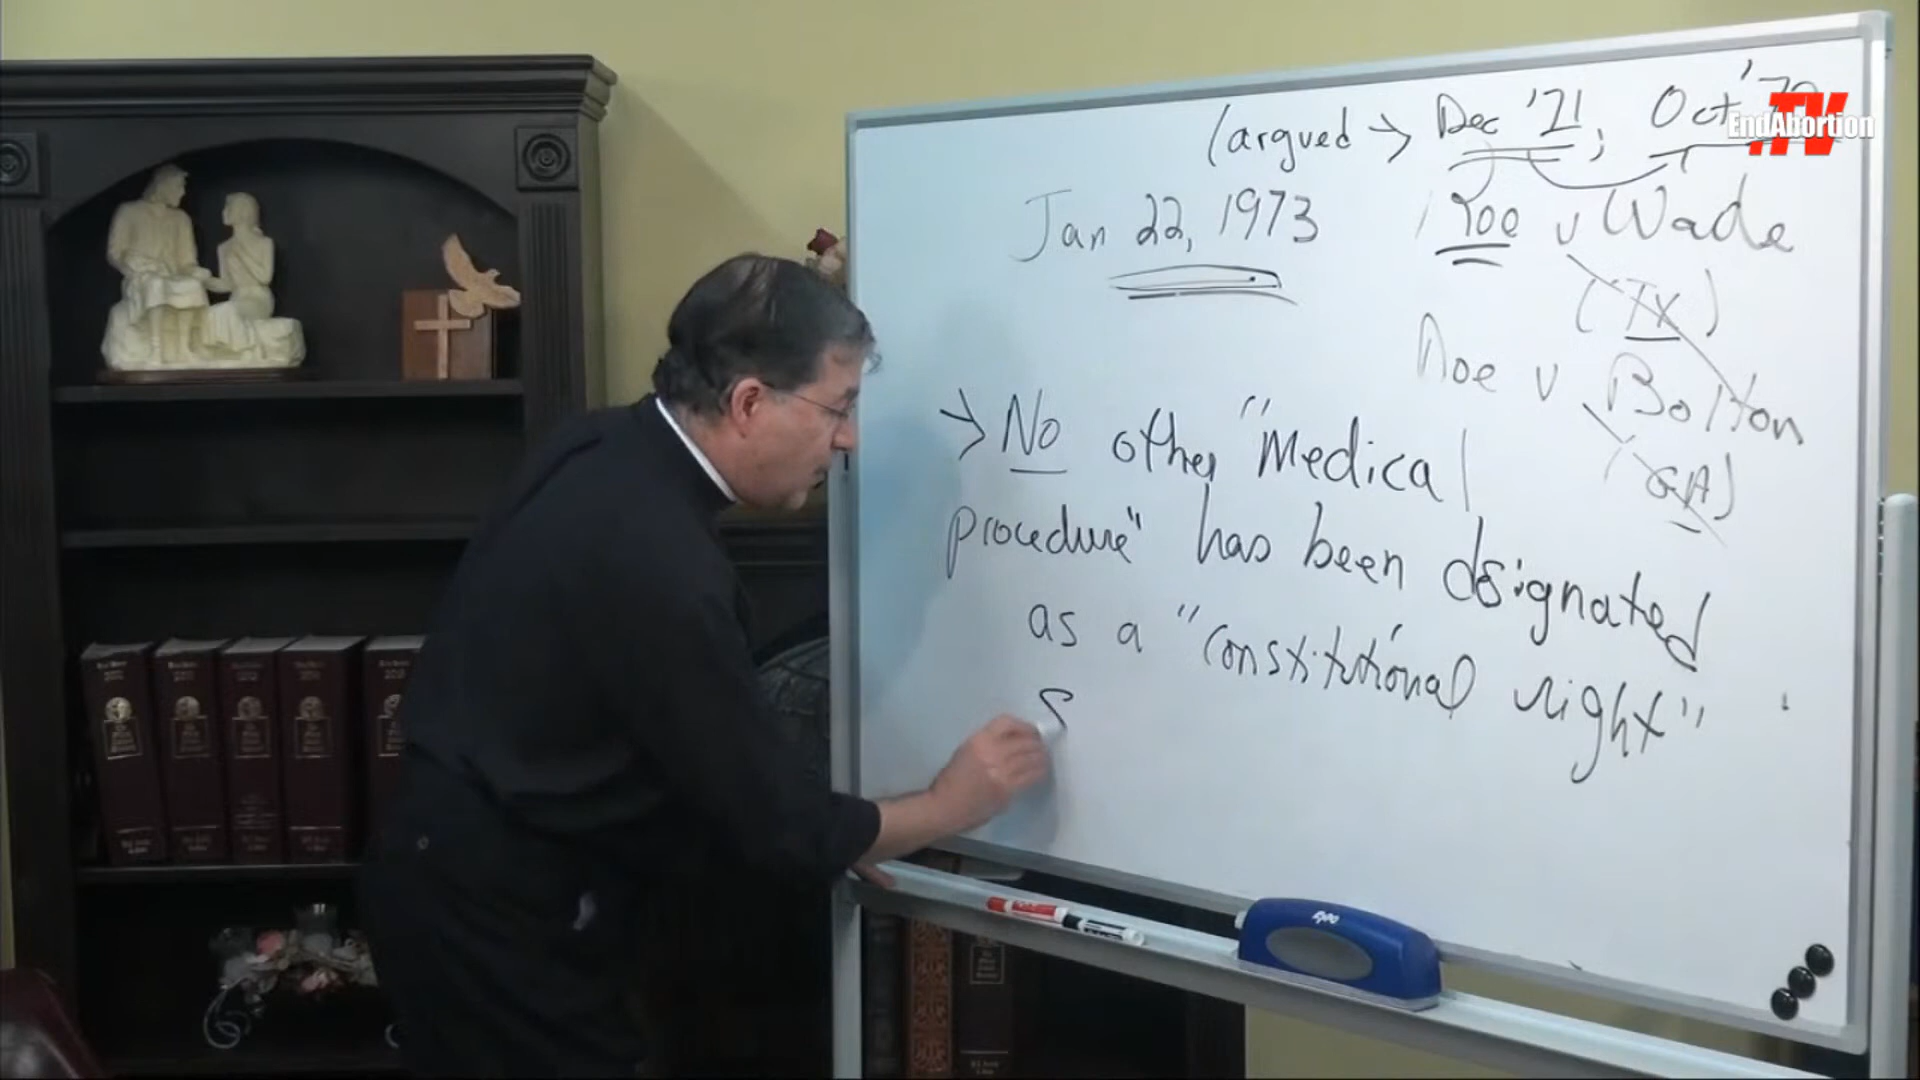 (argued → Dec '71; Oct '72
.TV
EndAbortion
Jan 22, 1973 Roe v Wade
(TX)
Doe v Bolton
(GA)
→ No other "medical
procedure" has been designated
as a "constitutional right"
S
expo